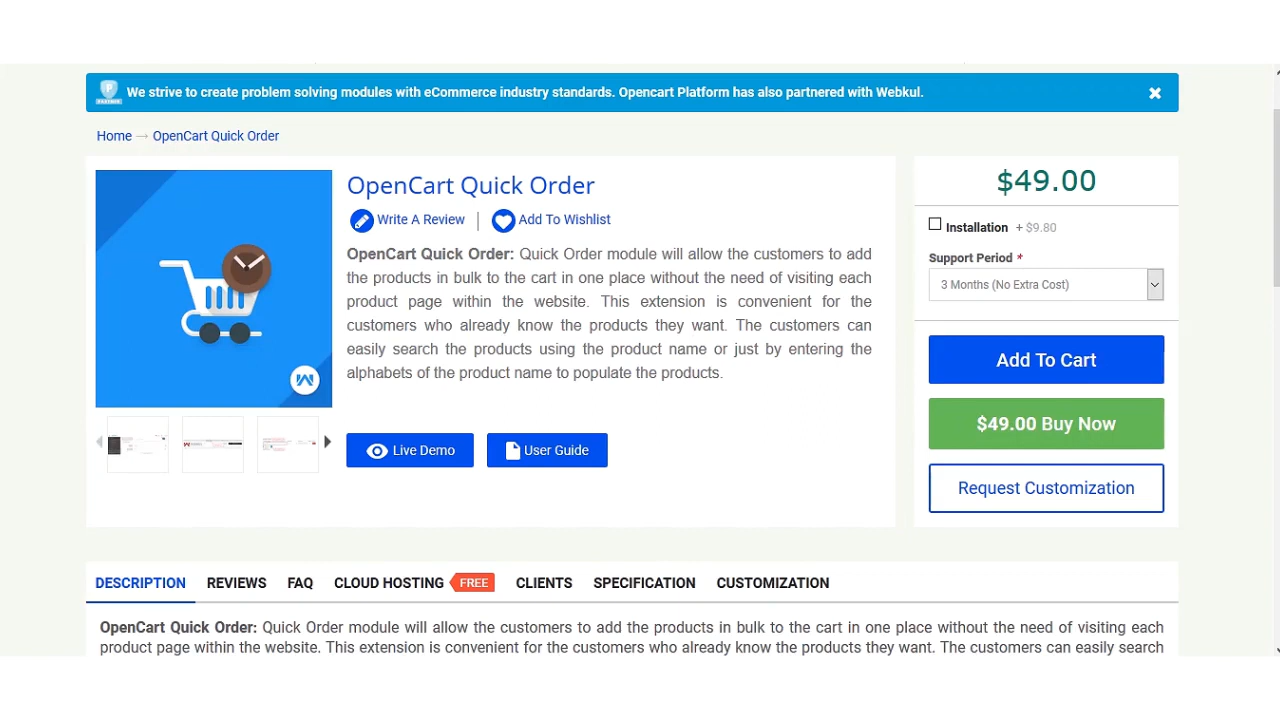 We strive to create problem solving modules with eCommerce industry standards. Opencart Platform has also partnered with Webkul.
Home → OpenCart Quick Order
OpenCart Quick Order
Write A Review | Add To Wishlist
OpenCart Quick Order: Quick Order module will allow the customers to add
the products in bulk to the cart in one place without the need of visiting each
product page within the website. This extension is convenient for the
customers who already know the products they want. The customers can
easily search the products using the product name or just by entering the
alphabets of the product name to populate the products.
Live Demo
User Guide
$49.00
Installation + $9.80
Support Period *
3 Months (No Extra Cost)
Add To Cart
$49.00 Buy Now
Request Customization
DESCRIPTION REVIEWS FAQ CLOUD HOSTING FREE CLIENTS SPECIFICATION CUSTOMIZATION
OpenCart Quick Order: Quick Order module will allow the customers to add the products in bulk to the cart in one place without the need of visiting each
product page within the website. This extension is convenient for the customers who already know the products they want. The customers can easily search